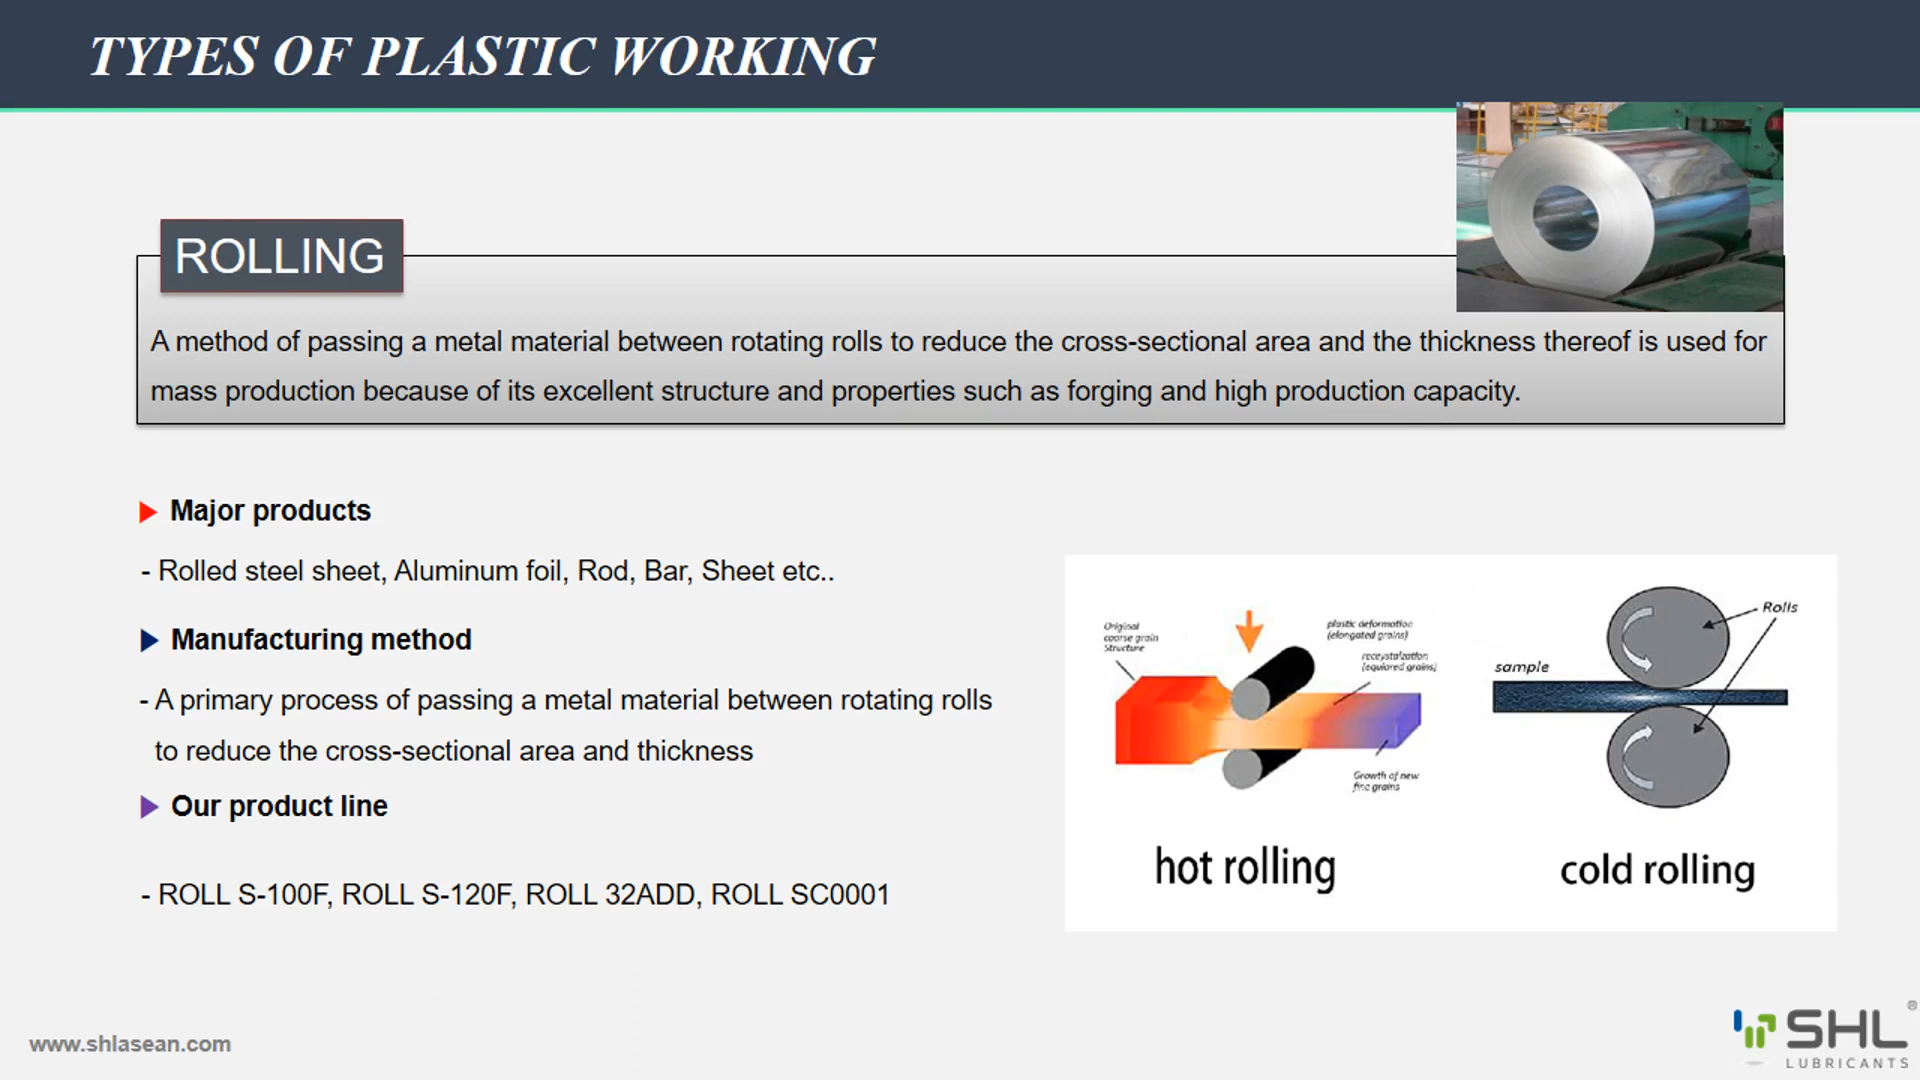 TYPES OF PLASTIC WORKING
ROLLING
A method of passing a metal material between rotating rolls to reduce the cross-sectional area and the thickness thereof is used for
mass production because of its excellent structure and properties such as forging and high production capacity.
Major products
- Rolled steel sheet, Aluminum foil, Rod, Bar, Sheet etc..
Manufacturing method
- A primary process of passing a metal material between rotating rolls
to reduce the cross-sectional area and thickness
Our product line
- ROLL S-100F, ROLL S-120F, ROLL 32ADD, ROLL SC0001
Original
coarse grain
Structure
plastic deformation
(elongated grains)
(equiared grains)
Growth of new
fine grains
hot rolling
Rolls
sample
cold rolling
www.shlasean.com
SHL®
LUBRICANTS